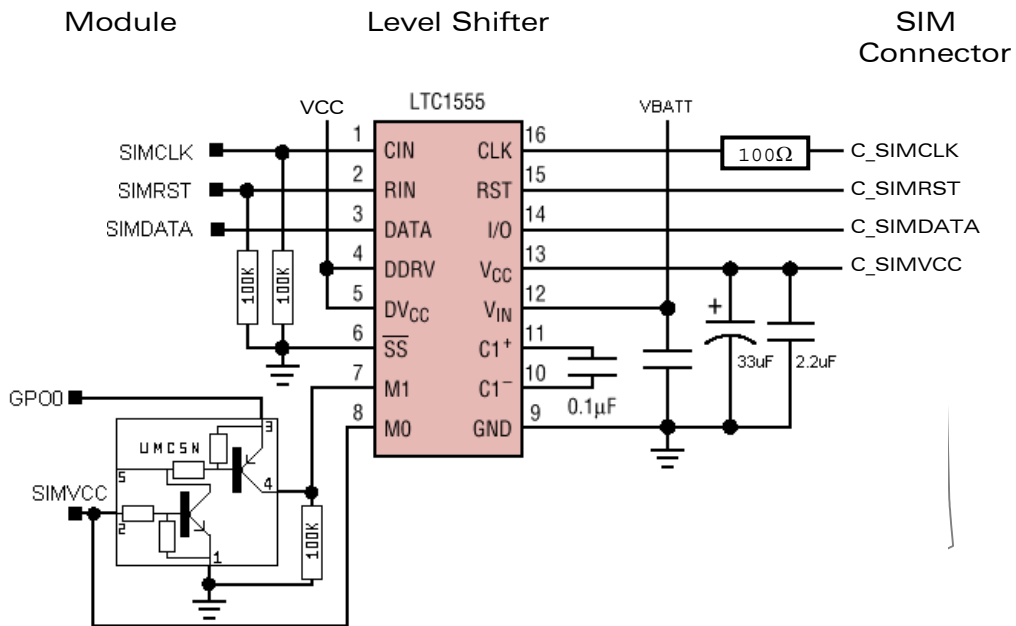 Module
Level Shifter
SIM
Connector
LTC1555
VCC
VBATT
SIMCLK
1
CIN
CLK
16
100Ω
C_SIMCLK
SIMRST
2
RIN
RST
15
C_SIMRST
SIMDATA
3
DATA
I/O
14
C_SIMDATA
4
DDRV
VCC
13
C_SIMVCC
100K
100K
5
DVCC
VIN
12
6
SS
C1+
11
+
33uF
2.2uF
7
M1
C1−
10
0.1µF
GPO0
8
M0
GND
9
3
UMC5N
5
4
SIMVCC
2
1
100K